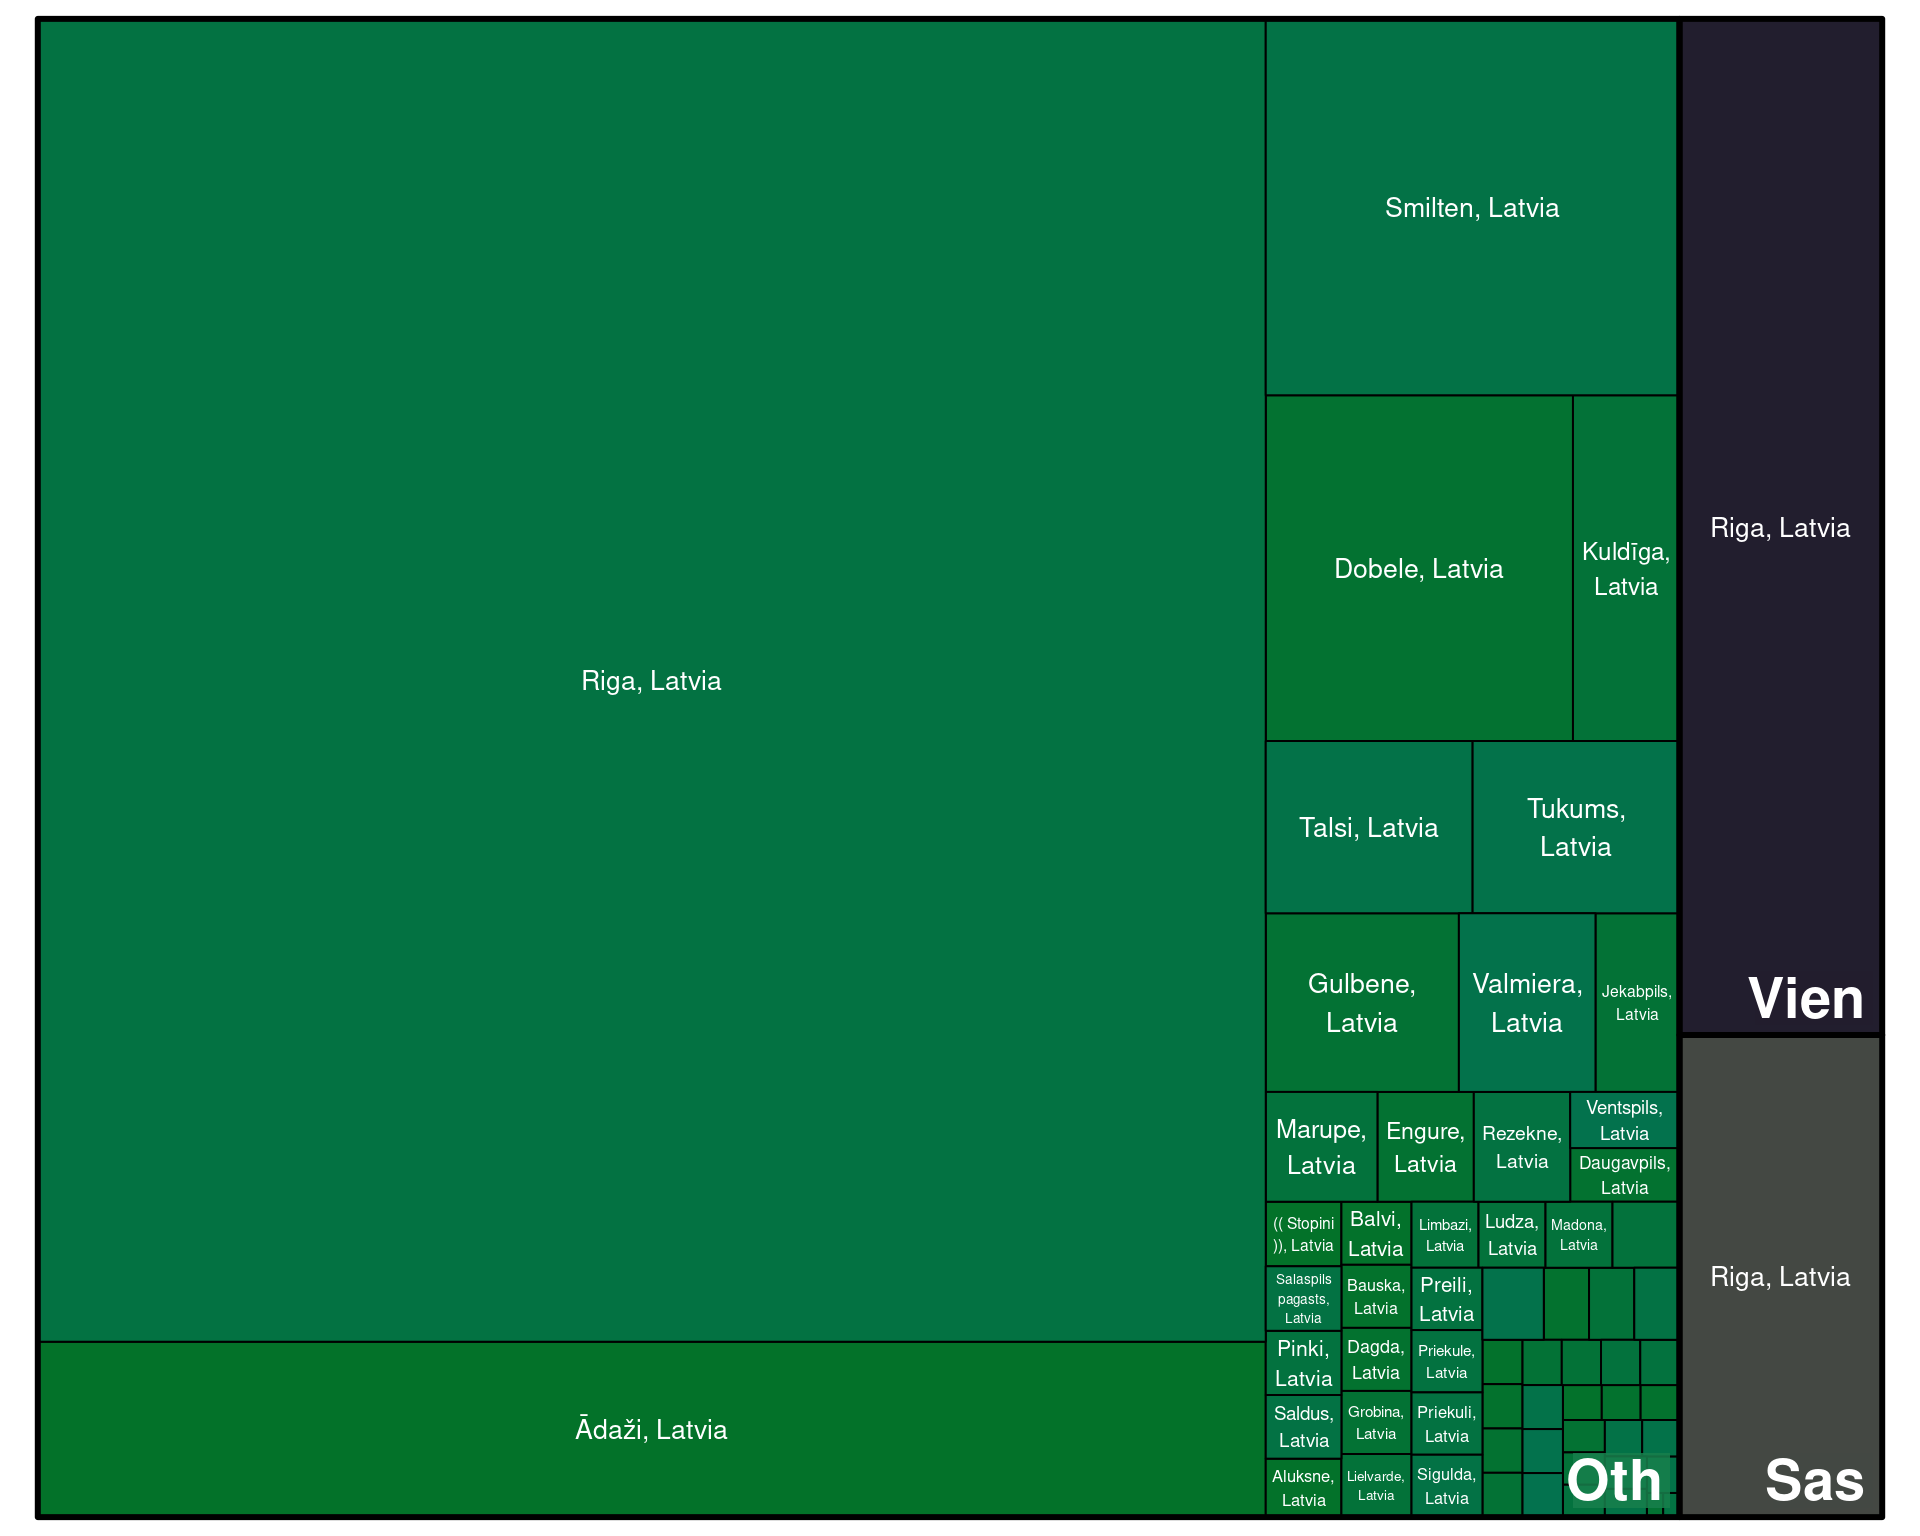 Riga, Latvia
Ādaži, Latvia
Smilten, Latvia
Dobele, Latvia
Kuldīga,
Latvia
Talsi, Latvia
Tukums,
Latvia
Gulbene,
Latvia
Valmiera,
Latvia
Jekabpils,
Latvia
Marupe,
Latvia
Engure,
Latvia
Rezekne,
Latvia
Ventspils,
Latvia
Daugavpils,
Latvia
(( Stopini
)), Latvia
Balvi,
Latvia
Limbazi,
Latvia
Ludza,
Latvia
Madona,
Latvia
Salaspils
pagasts,
Latvia
Bauska,
Latvia
Preili,
Latvia
Pinki,
Latvia
Dagda,
Latvia
Priekule,
Latvia
Saldus,
Latvia
Grobina,
Latvia
Priekuli,
Latvia
Aluksne,
Latvia
Lielvarde,
Latvia
Sigulda,
Latvia
Oth
Riga, Latvia
Vien
Riga, Latvia
Sas